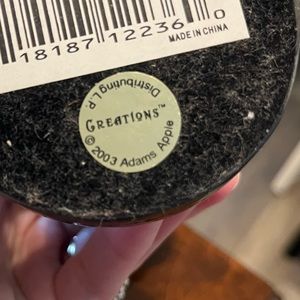 18187 12236 0
MADE IN CHINA
Distributing L.P.
CREATIONS™
© 2003 Adams Apple